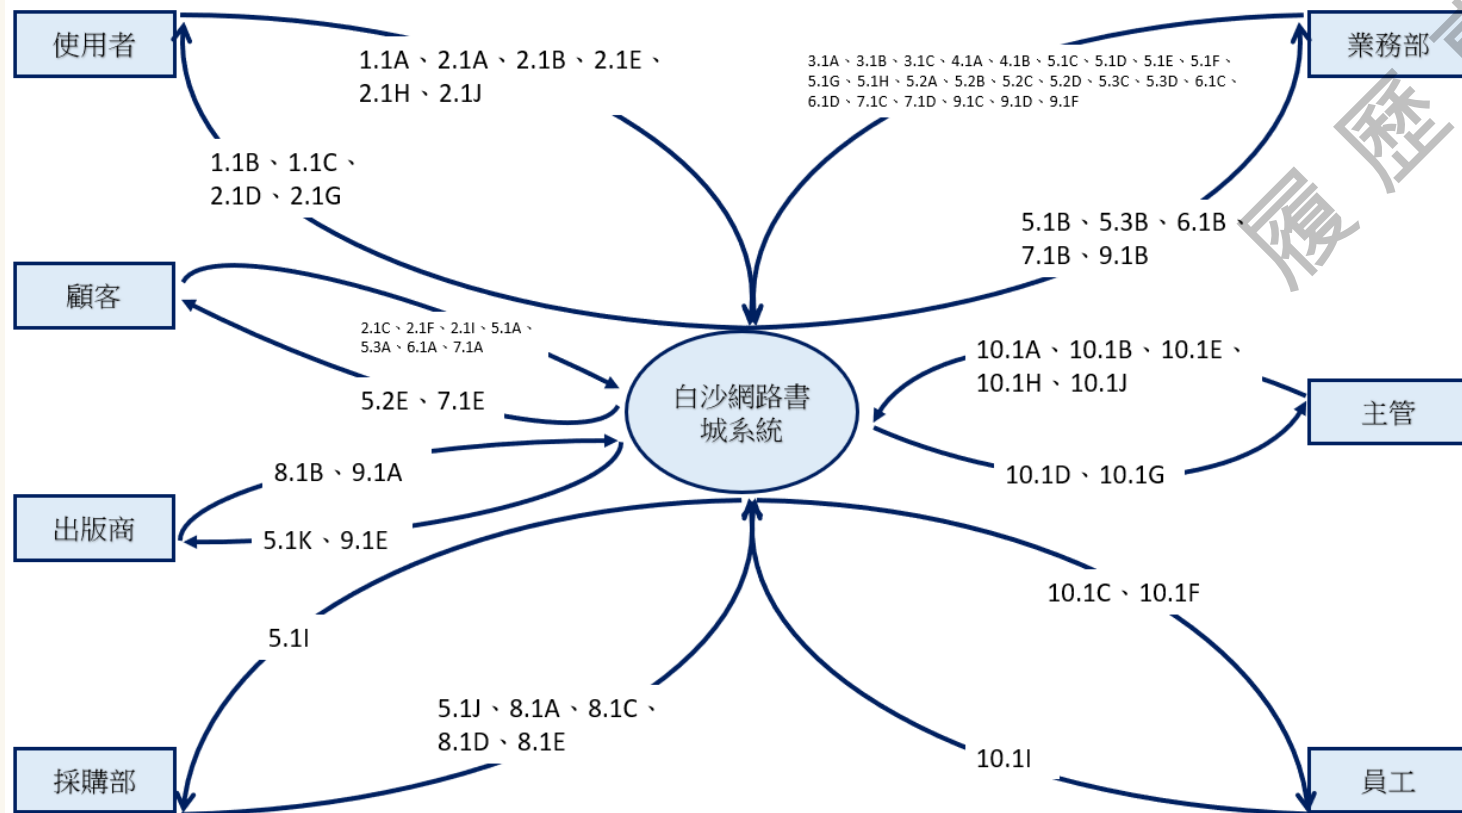 使用者
1.1A、2.1A、2.1B、2.1E、
2.1H、2.1J
3.1A、3.1B、3.1C、4.1A、4.1B、5.1C、5.1D、5.1E、5.1F、
5.1G、5.1H、5.2A、5.2B、5.2C、5.2D、5.3C、5.3D、6.1C、
6.1D、7.1C、7.1D、9.1C、9.1D、9.1F
業務部
1.1B、1.1C、
2.1D、2.1G
5.1B、5.3B、6.1B、
7.1B、9.1B
履歷
顧客
2.1C、2.1F、2.1I、5.1A、
5.3A、6.1A、7.1A
5.2E、7.1E
白沙網路書
城系統
10.1A、10.1B、10.1E、
10.1H、10.1J
主管
10.1D、10.1G
8.1B、9.1A
出版商
5.1K、9.1E
10.1C、10.1F
5.1I
5.1J、8.1A、8.1C、
8.1D、8.1E
10.1I
採購部
員工